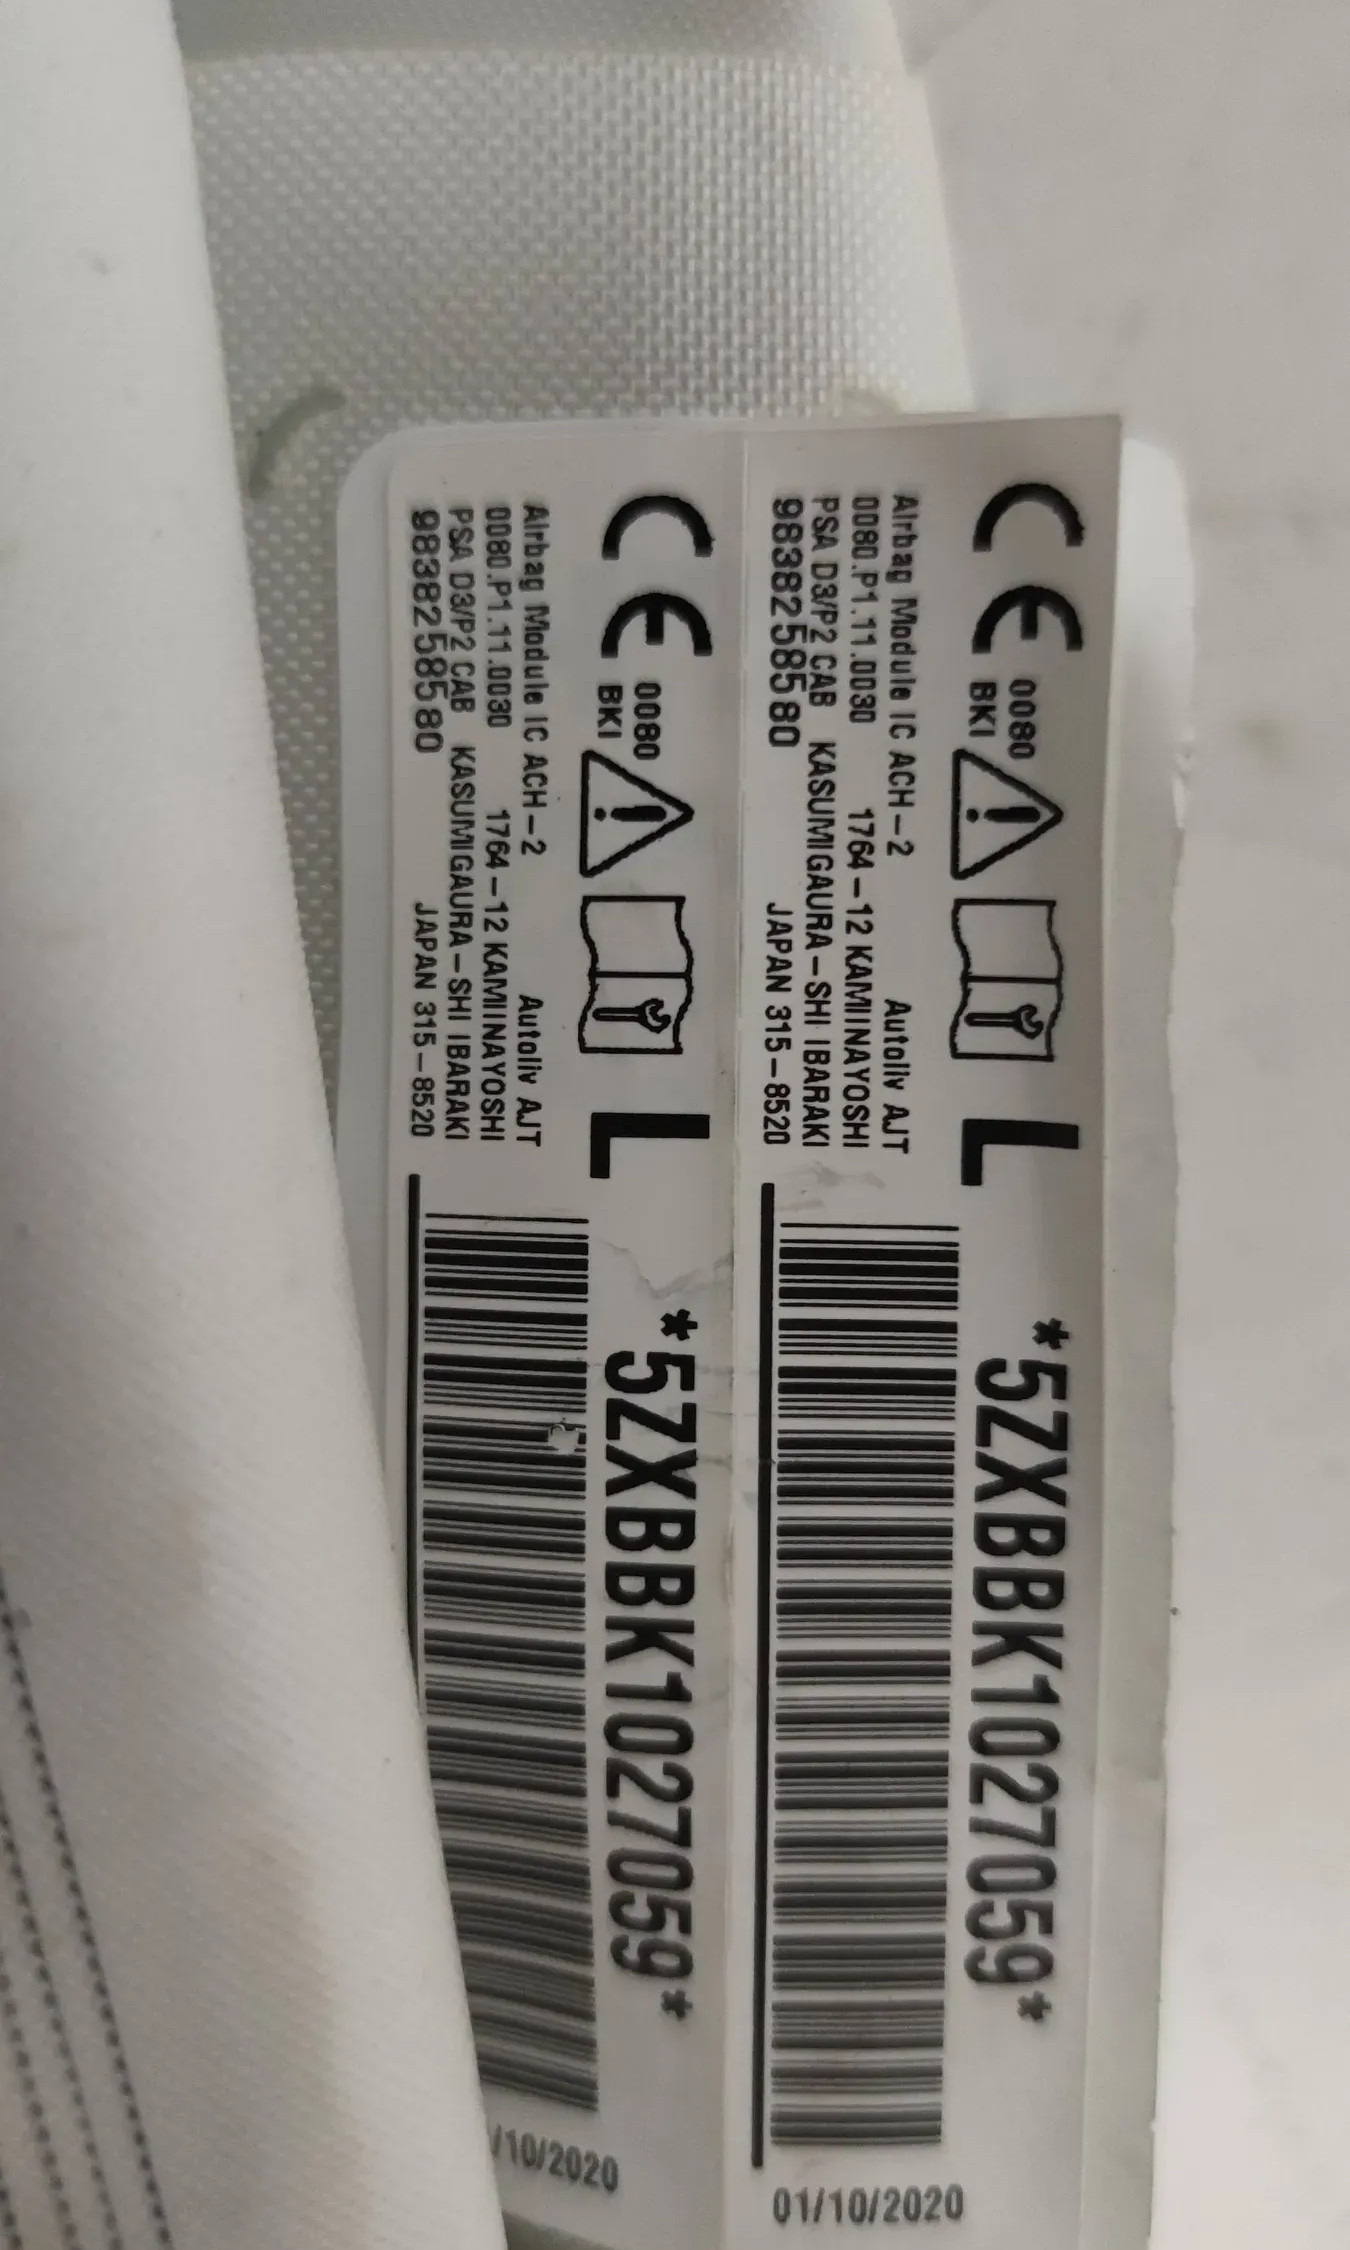 CE 0080
BKI
L
*5ZXBBK1027059*
Airbag Module IC ACH-2
Autoliv AJT
0080.P1.11.0030
1764-12 KAMIINAYOSHI
PSA D3/P2 CAB
KASUMIGAURA-SHI IBARAKI
9838258580
JAPAN 315-8520
01/10/2020
CE 0080
BKI
L
*5ZXBBK1027059*
Airbag Module IC ACH-2
Autoliv AJT
0080.P1.11.0030
1764-12 KAMIINAYOSHI
PSA D3/P2 CAB
KASUMIGAURA-SHI IBARAKI
9838258580
JAPAN 315-8520
/10/2020